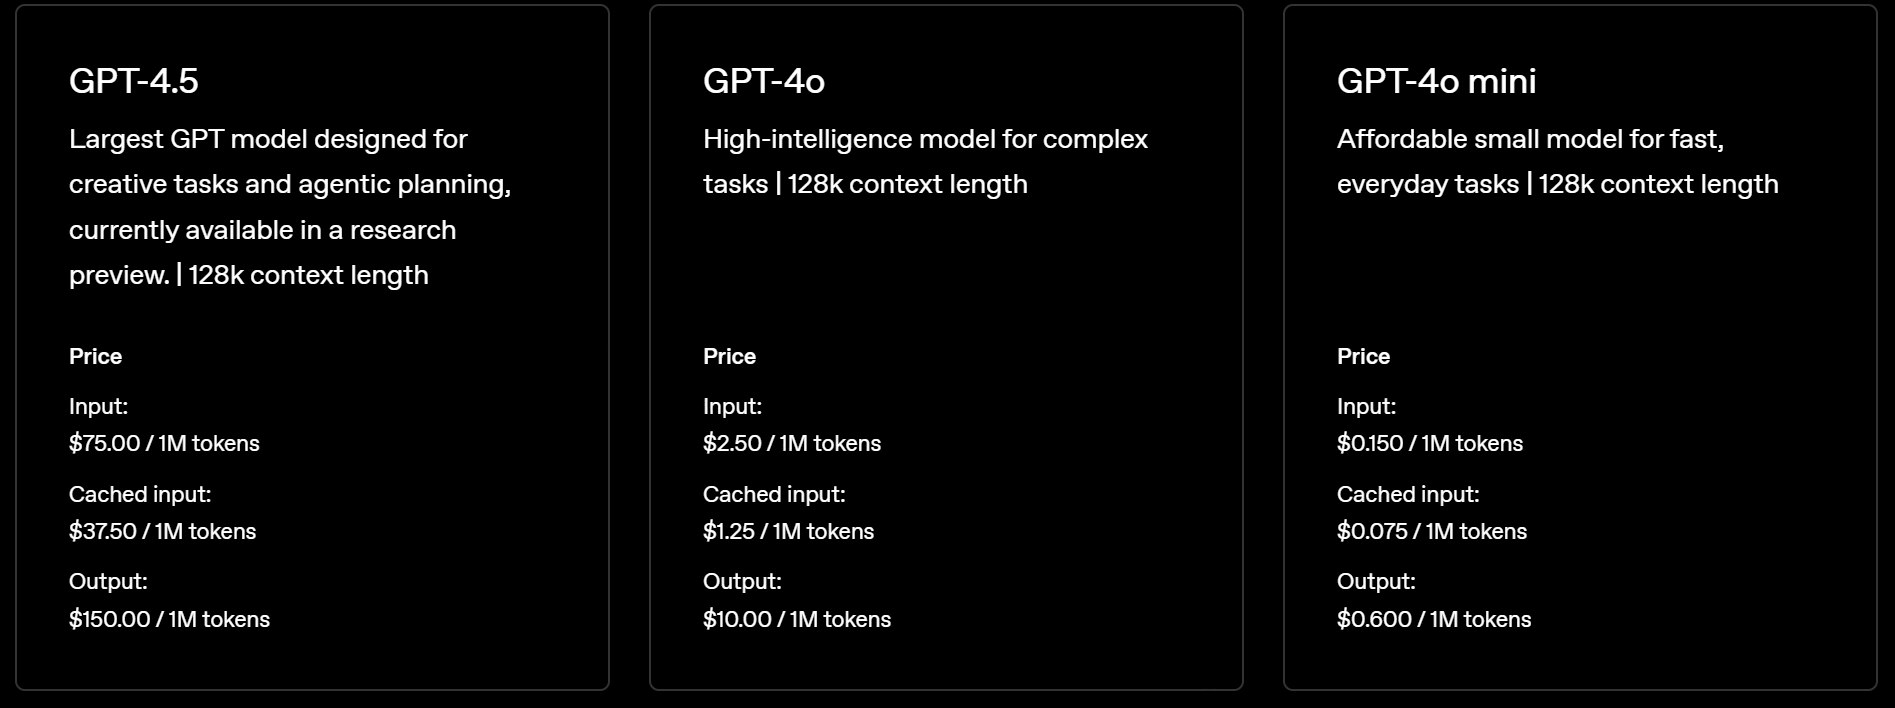 GPT-4.5
Largest GPT model designed for
creative tasks and agentic planning,
currently available in a research
preview. | 128k context length
Price
Input:
$75.00 / 1M tokens
Cached input:
$37.50 / 1M tokens
Output:
$150.00 / 1M tokens
GPT-4o
High-intelligence model for complex
tasks | 128k context length
Price
Input:
$2.50 / 1M tokens
Cached input:
$1.25 / 1M tokens
Output:
$10.00 / 1M tokens
GPT-4o mini
Affordable small model for fast,
everyday tasks | 128k context length
Price
Input:
$0.150 / 1M tokens
Cached input:
$0.075 / 1M tokens
Output:
$0.600 / 1M tokens